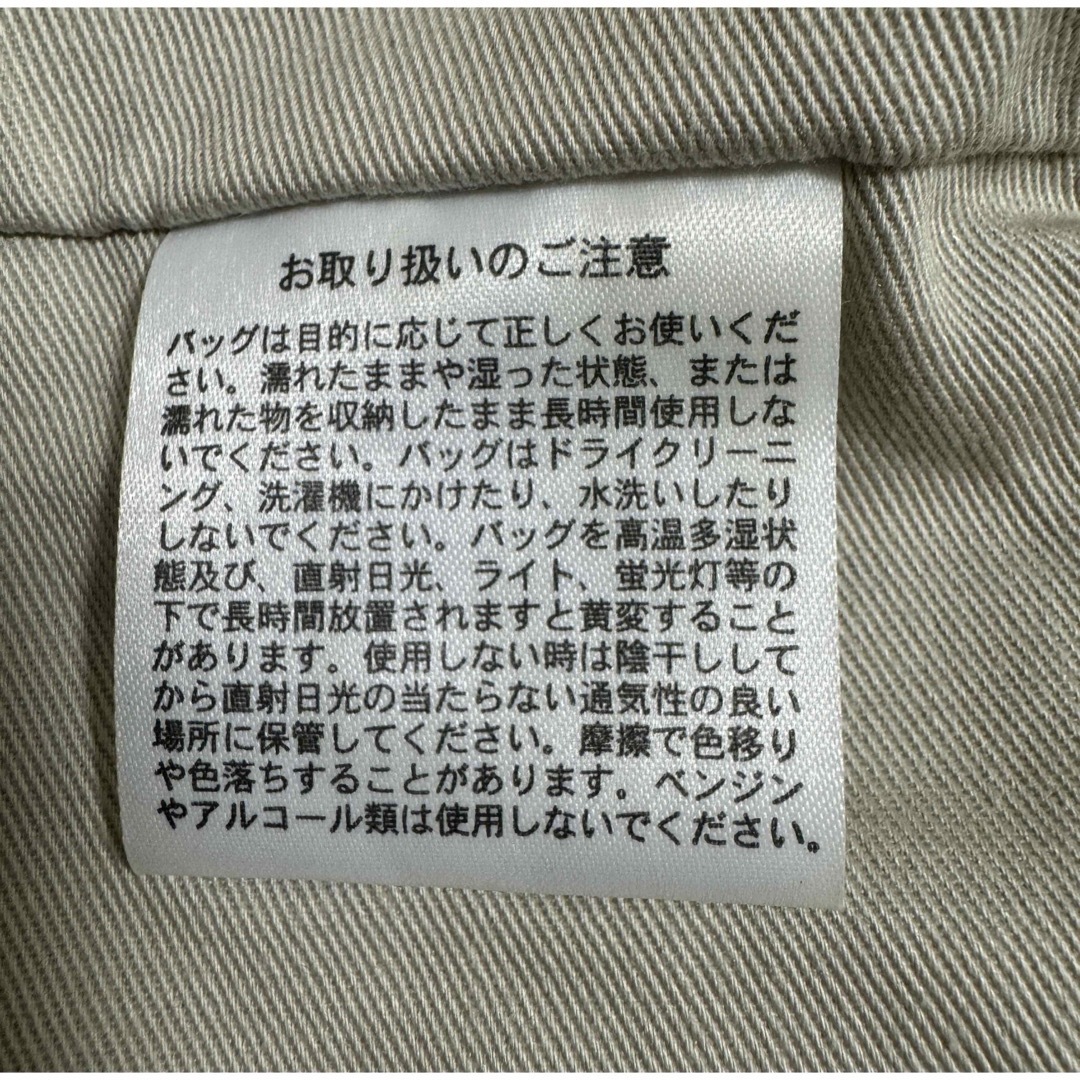 お取り扱いのご注意
バッグは目的に応じて正しくお使いくだ
さい。濡れたままや湿った状態、または
濡れた物を収納したまま長時間使用しな
いでください。バッグはドライクリーニ
ング、洗濯機にかけたり、水洗いしたり
しないでください。バッグを高温多湿状
態及び、直射日光、ライト、蛍光灯等の
下で長時間放置されますと黄変すること
があります。使用しない時は陰干しして
から直射日光の当たらない通気性の良い
場所に保管してください。摩擦で色移り
や色落ちすることがあります。ベンジン
やアルコール類は使用しないでください。